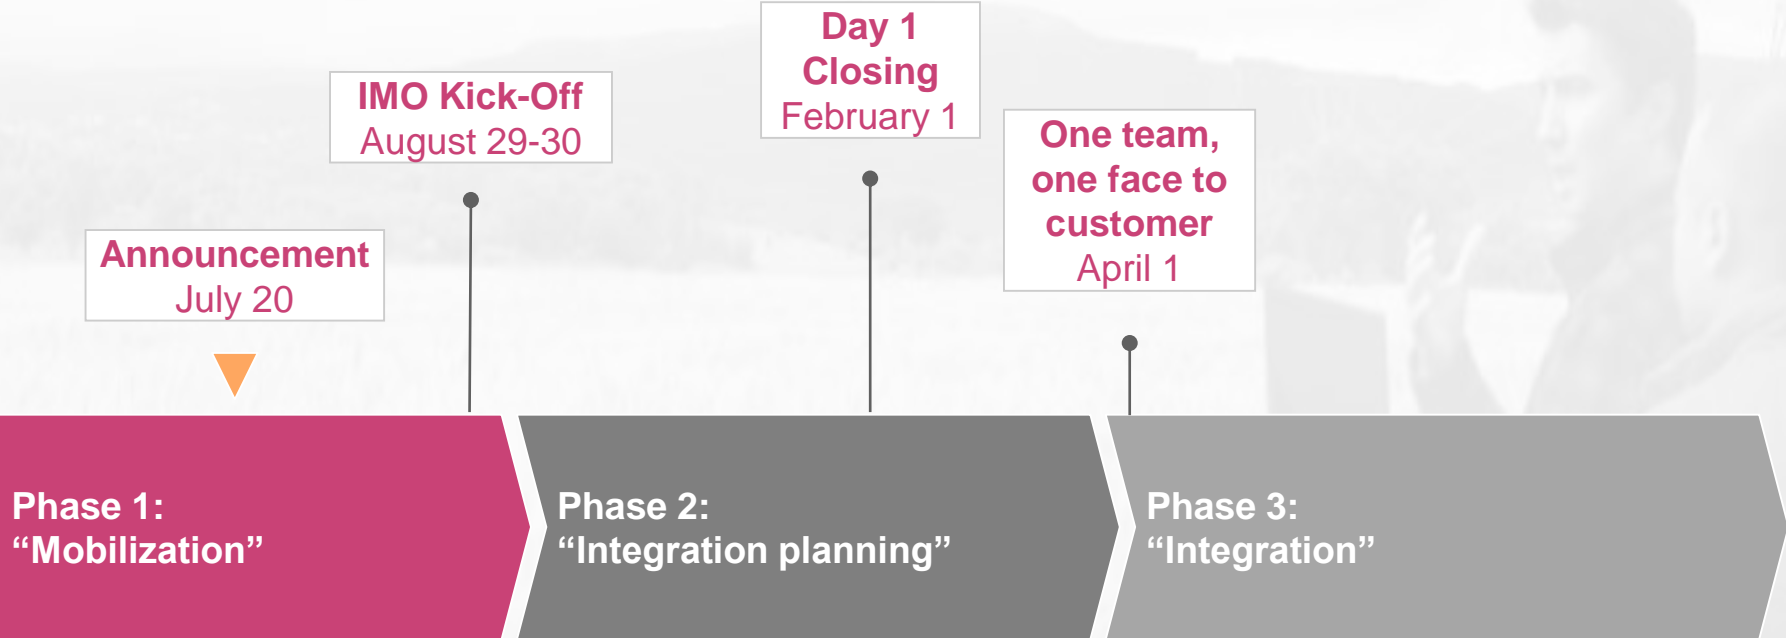 Day 1
Closing
February 1
IMO Kick-Off
August 29-30
One team,
one face to
customer
April 1
Announcement
July 20
Phase 1:
“Mobilization”
Phase 2:
“Integration planning”
Phase 3:
“Integration”